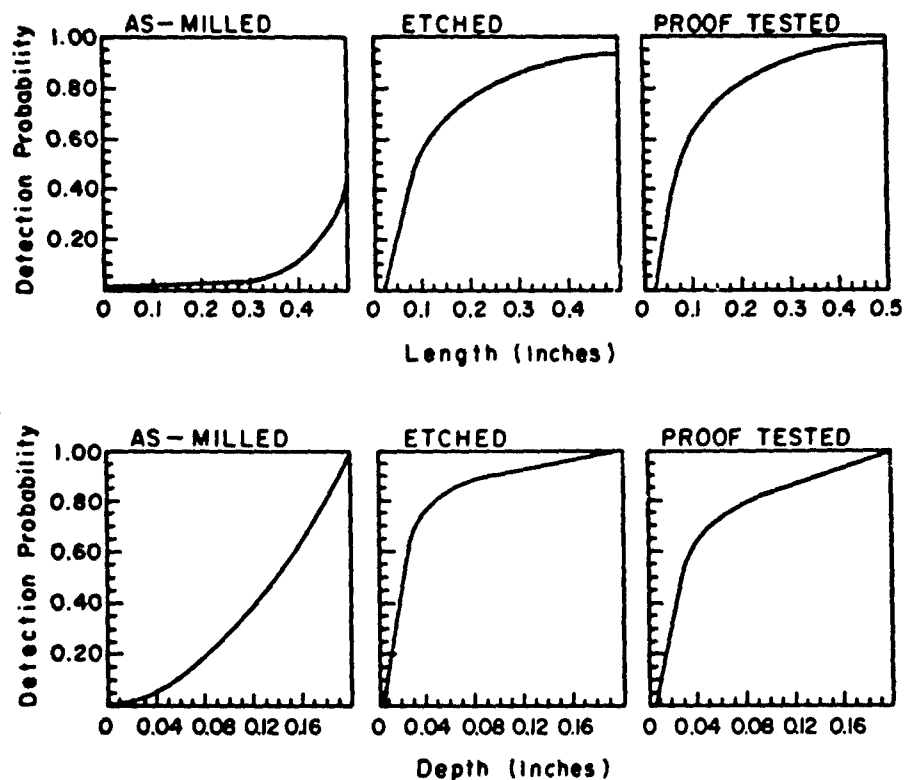 AS-MILLED ETCHED PROOF TESTED
Detection Probability
1.00
0.80
0.60
0.40
0.20
0 0.1 0.2 0.3 0.4 0 0.1 0.2 0.3 0.4 0 0.1 0.2 0.3 0.4 0.5
Length (inches)
AS-MILLED ETCHED PROOF TESTED
Detection Probability
1.00
0.80
0.60
0.40
0.20
0 0.04 0.08 0.12 0.16 0 0.04 0.08 0.12 0.16 0 0.04 0.08 0.12 0.16
Depth (inches)